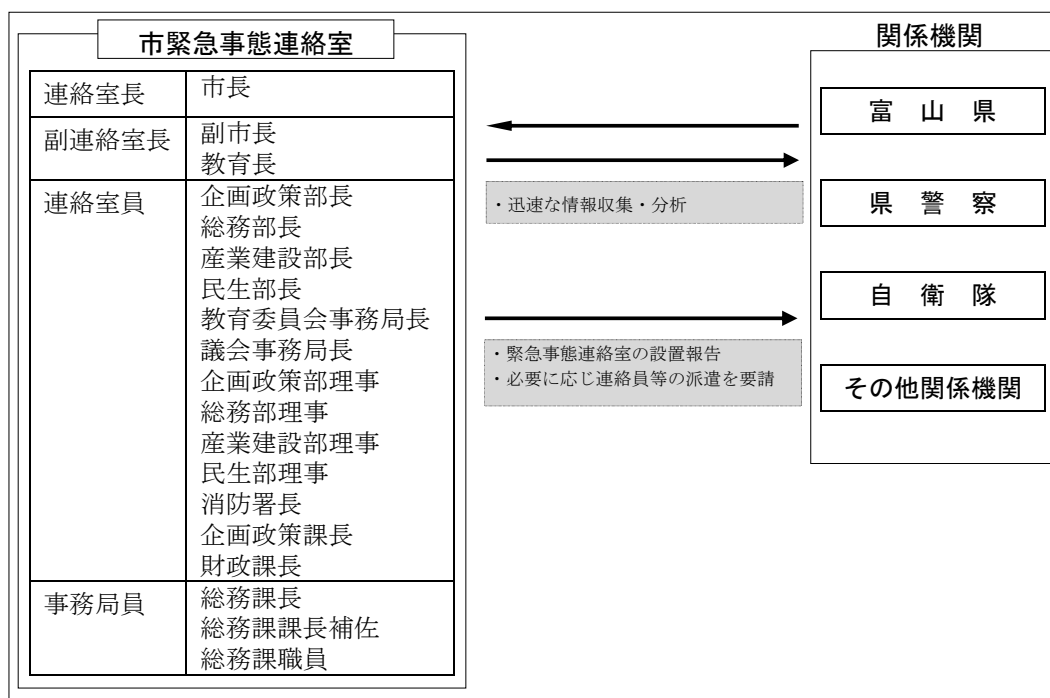 市緊急事態連絡室
連絡室長 市長
副連絡室長 副市長
教育長
連絡室員 企画政策部長
総務部長
産業建設部長
民生部長
教育委員会事務局長
議会事務局長
企画政策部理事
総務部理事
産業建設部理事
民生部理事
消防署長
企画政策課長
財政課長
事務局員 総務課長
総務課課長補佐
総務課職員
・迅速な情報収集・分析
・緊急事態連絡室の設置報告
・必要に応じ連絡員等の派遣を要請
関係機関
富山県
県警察
自衛隊
その他関係機関